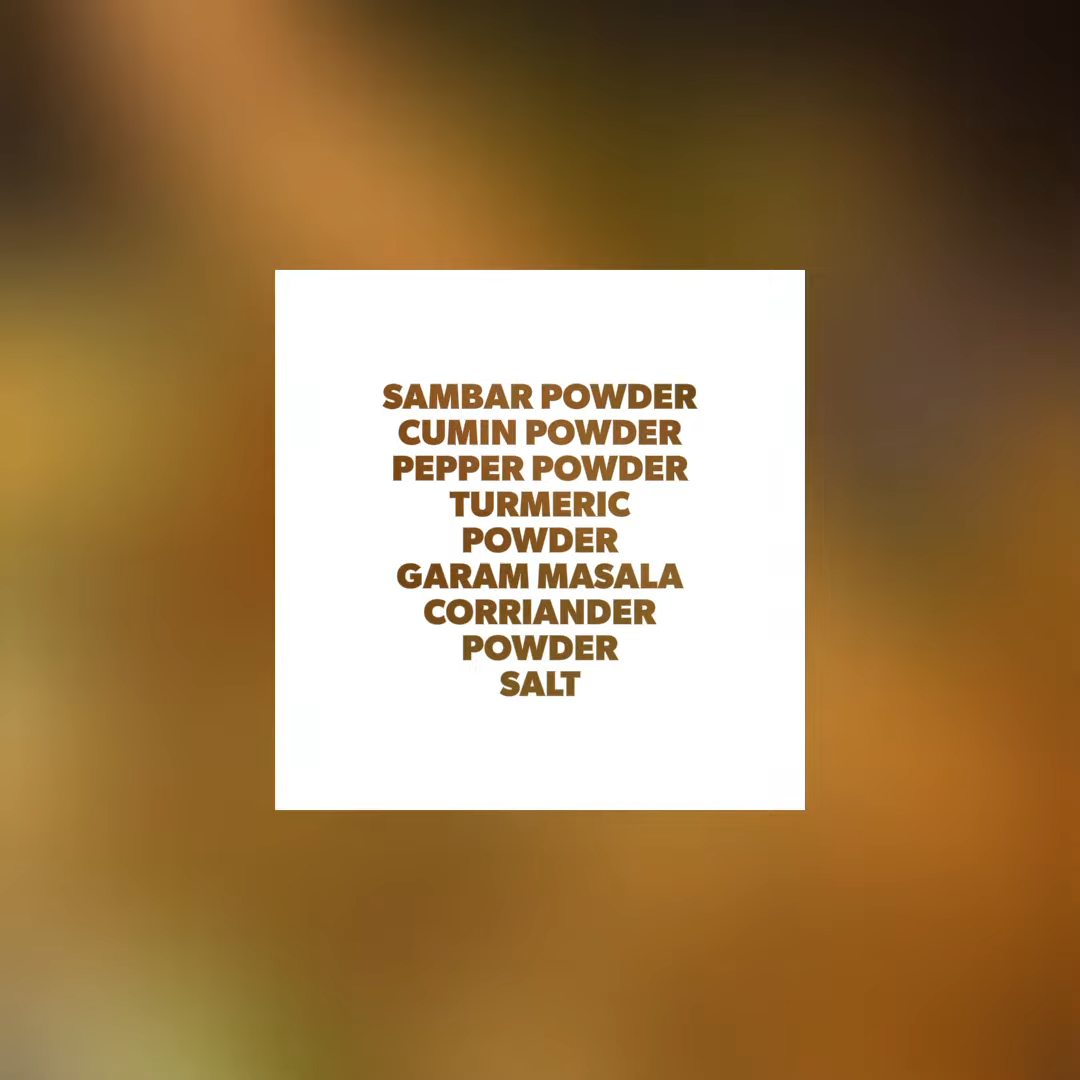 SAMBAR POWDER
CUMIN POWDER
PEPPER POWDER
TURMERIC
POWDER
GARAM MASALA
CORRIANDER
POWDER
SALT